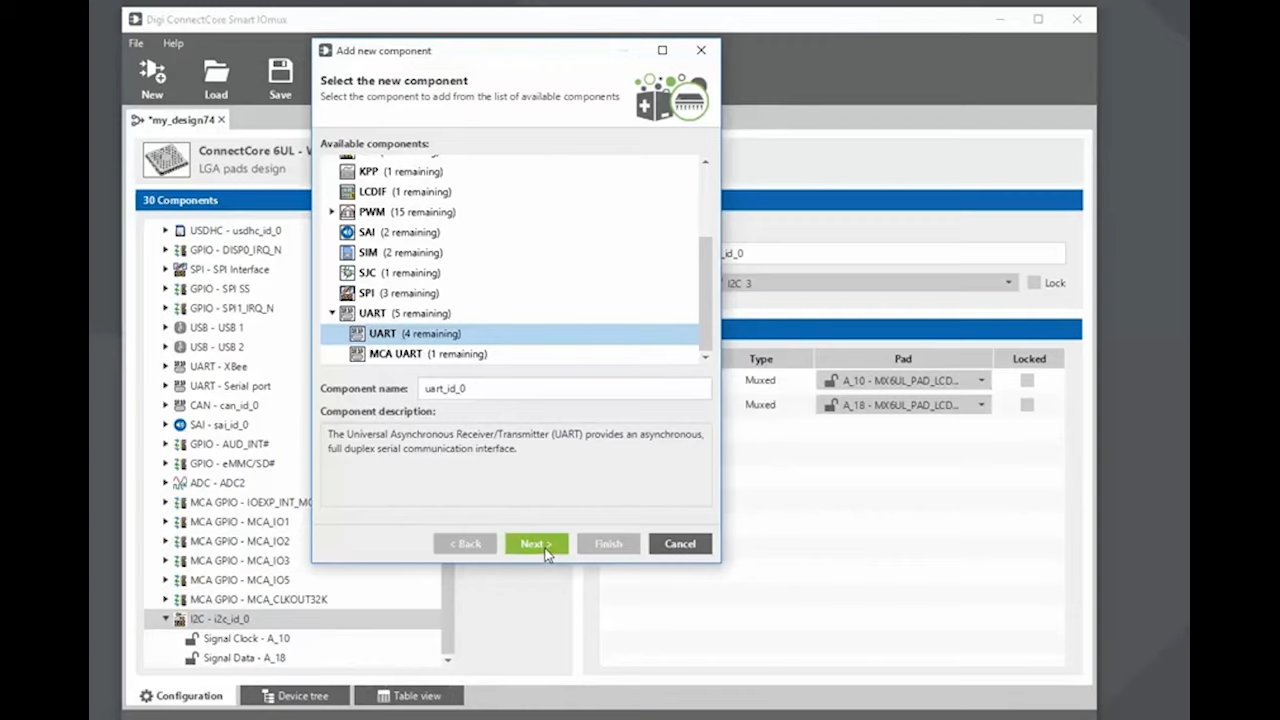 Digi ConnectCore Smart IOmux
File Help
New Load Save
*my_design74
ConnectCore 6UL -
LGA pads design
30 Components
USDHC - usdhc_id_0
GPIO - DISP0_IRQ_N
SPI - SPI Interface
GPIO - SPI SS
GPIO - SPI1_IRQ_N
USB - USB 1
USB - USB 2
UART - XBee
UART - Serial port
CAN - can_id_0
SAI - sai_id_0
GPIO - AUD_INT#
GPIO - eMMC/SD#
ADC - ADC2
MCA GPIO - IOEXP_INT_MC
MCA GPIO - MCA_IO1
MCA GPIO - MCA_IO2
MCA GPIO - MCA_IO3
MCA GPIO - MCA_IO5
MCA GPIO - MCA_CLKOUT32K
I2C - i2c_id_0
Signal Clock - A_10
Signal Data - A_18
Configuration Device tree Table view
Add new component
Select the new component
Select the component to add from the list of available components
Available components:
KPP (1 remaining)
LCDIF (1 remaining)
PWM (15 remaining)
SAI (2 remaining)
SIM (2 remaining)
SJC (1 remaining)
SPI (3 remaining)
UART (5 remaining)
UART (4 remaining)
MCA UART (1 remaining)
Component name: uart_id_0
Component description:
The Universal Asynchronous Receiver/Transmitter (UART) provides an asynchronous,
full duplex serial communication interface.
< Back Next > Finish Cancel
_id_0
I2C 3 Lock
Type Pad Locked
Muxed A_10 - MX6UL_PAD_LCD...
Muxed A_18 - MX6UL_PAD_LCD...